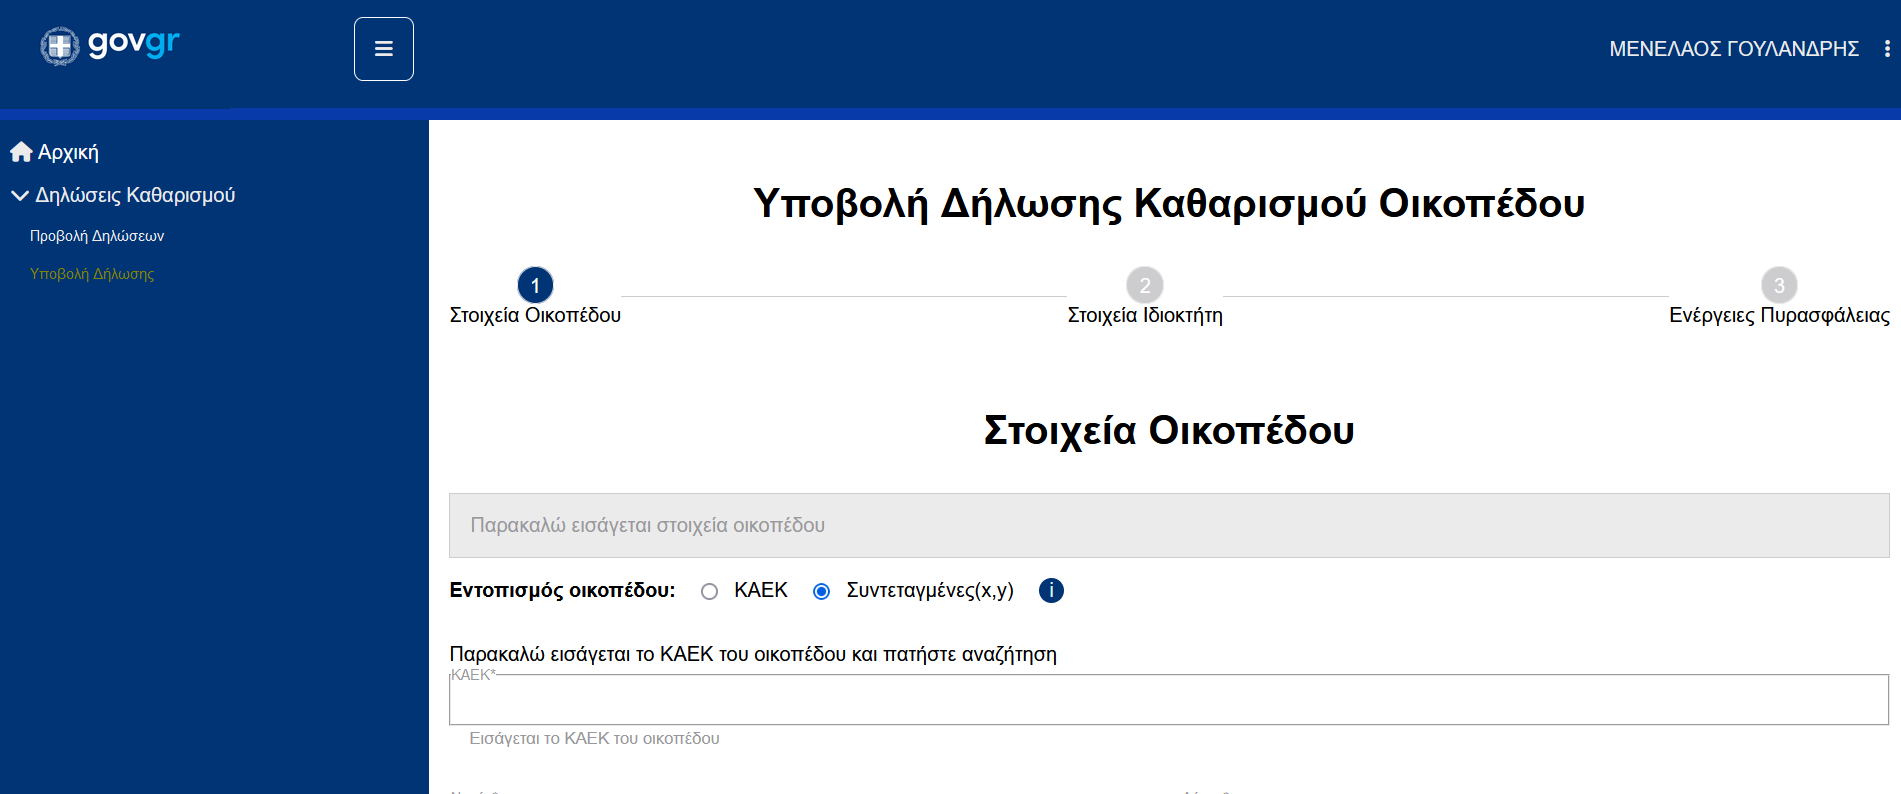 govgr
ΜΕΝΕΛΑΟΣ ΓΟΥΛΑΝΔΡΗΣ
Αρχική
Δηλώσεις Καθαρισμού
Προβολή Δηλώσεων
Υποβολή Δήλωσης
Υποβολή Δήλωσης Καθαρισμού Οικοπέδου
1
Στοιχεία Οικοπέδου
2
Στοιχεία Ιδιοκτήτη
3
Ενέργειες Πυρασφάλειας
Στοιχεία Οικοπέδου
Παρακαλώ εισάγεται στοιχεία οικοπέδου
Εντοπισμός οικοπέδου: ΚΑΕΚ Συντεταγμένες(x,y) i
Παρακαλώ εισάγεται το ΚΑΕΚ του οικοπέδου και πατήστε αναζήτηση
ΚΑΕΚ*
Εισάγεται το ΚΑΕΚ του οικοπέδου